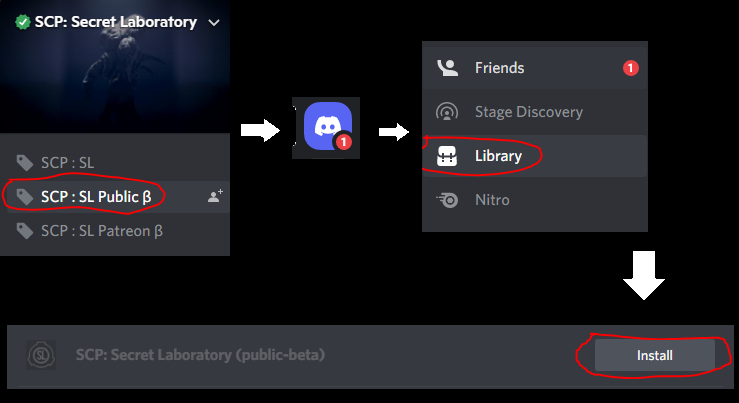 SCP: Secret Laboratory
SCP : SL
SCP : SL Public β
SCP : SL Patreon β
1
Friends
1
Stage Discovery
Library
Nitro
SL
SCP: Secret Laboratory (public-beta)
Install